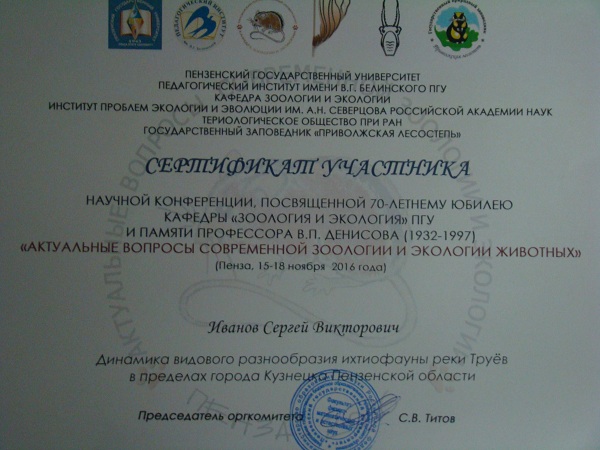 ПЕНЗЕНСКИЙ ГОСУДАРСТВЕННЫЙ УНИВЕРСИТЕТ
ПЕДАГОГИЧЕСКИЙ ИНСТИТУТ ИМЕНИ В.Г. БЕЛИНСКОГО ПГУ
КАФЕДРА ЗООЛОГИИ И ЭКОЛОГИИ
ИНСТИТУТ ПРОБЛЕМ ЭКОЛОГИИ И ЭВОЛЮЦИИ ИМ. А.Н. СЕВЕРЦОВА РОССИЙСКОЙ АКАДЕМИИ НАУК
ТЕРИОЛОГИЧЕСКОЕ ОБЩЕСТВО ПРИ РАН
ГОСУДАРСТВЕННЫЙ ЗАПОВЕДНИК «ПРИВОЛЖСКАЯ ЛЕСОСТЕПЬ»
СЕРТИФИКАТ УЧАСТНИКА
НАУЧНОЙ КОНФЕРЕНЦИИ, ПОСВЯЩЕННОЙ 70-ЛЕТНЕМУ ЮБИЛЕЮ
КАФЕДРЫ «ЗООЛОГИЯ И ЭКОЛОГИЯ» ПГУ
И ПАМЯТИ ПРОФЕССОРА В.П. ДЕНИСОВА (1932-1997)
«АКТУАЛЬНЫЕ ВОПРОСЫ СОВРЕМЕННОЙ ЗООЛОГИИ И ЭКОЛОГИИ ЖИВОТНЫХ»
(Пенза, 15-18 ноября 2016 года)
Иванов Сергей Викторович
Динамика видового разнообразия ихтиофауны реки Труёв
в пределах города Кузнецка Пензенской области
Председатель оргкомитета С.В. Титов